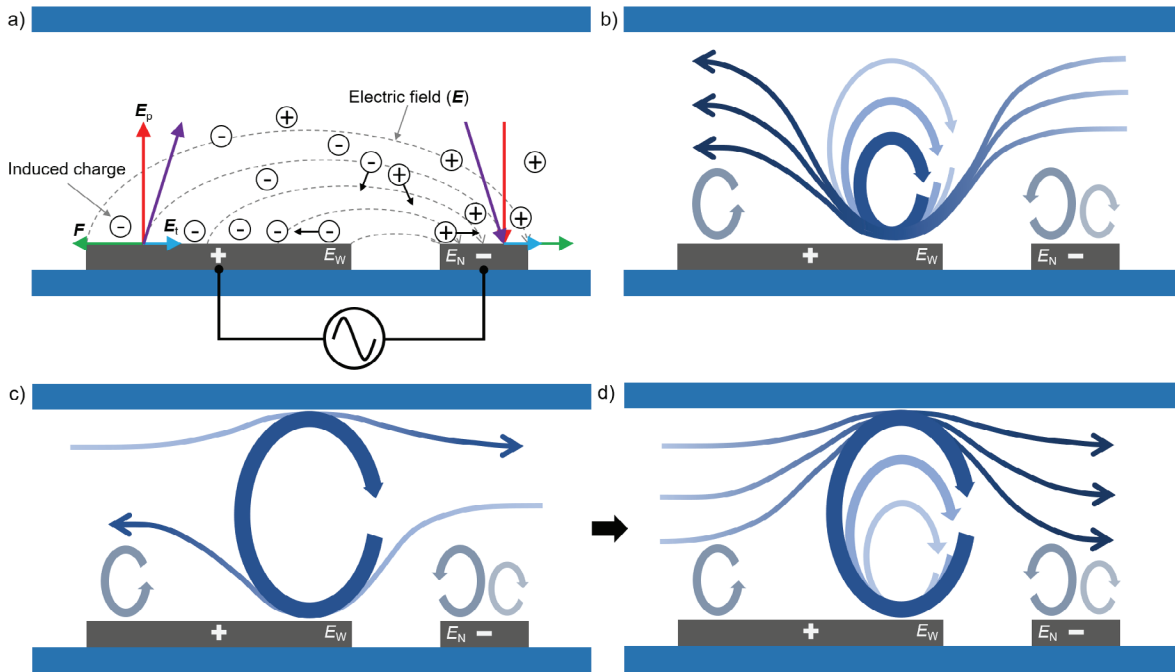 a)
Electric field (E)
Ep
Induced charge
F
Et
+
EW
EN
−
b)
+
EW
EN
−
c)
+
EW
EN
−
d)
+
EW
EN
−